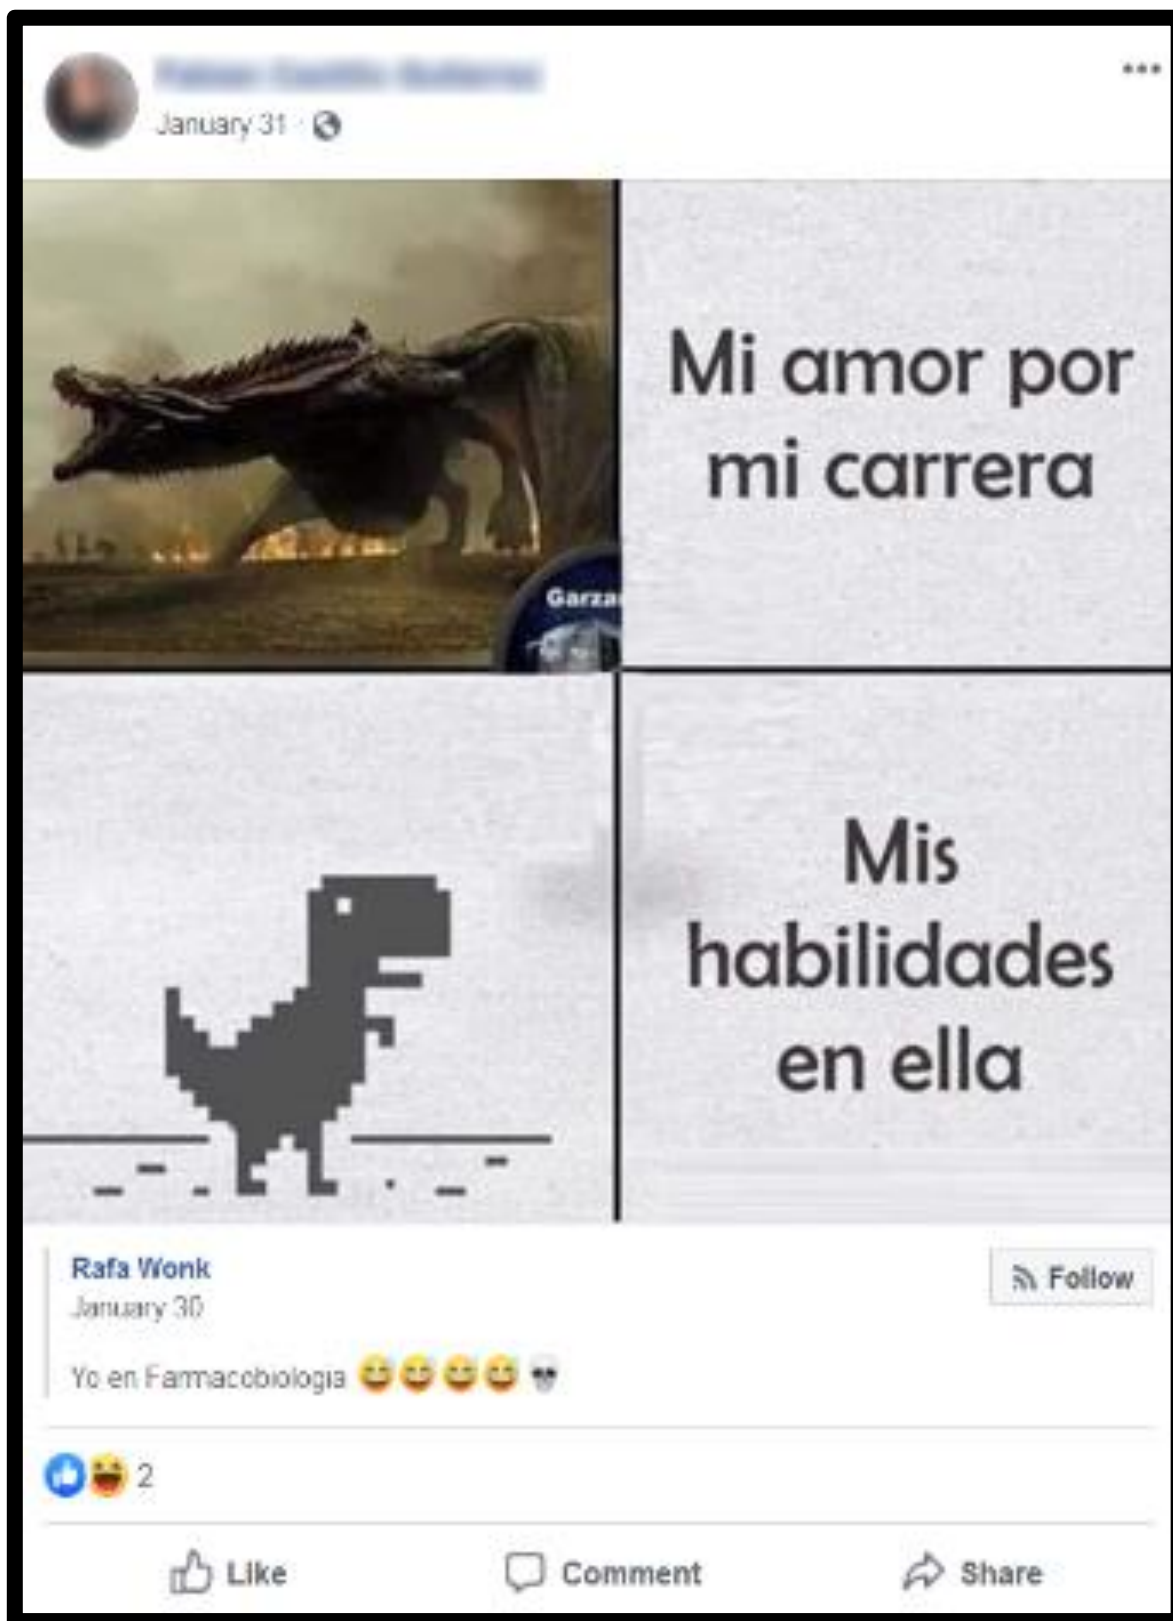 January 31
Mi amor por
mi carrera
Mis
habilidades
en ella
Rafa Wonk
January 30
Follow
Yo en Farmacobiologia
2
Like
Comment
Share